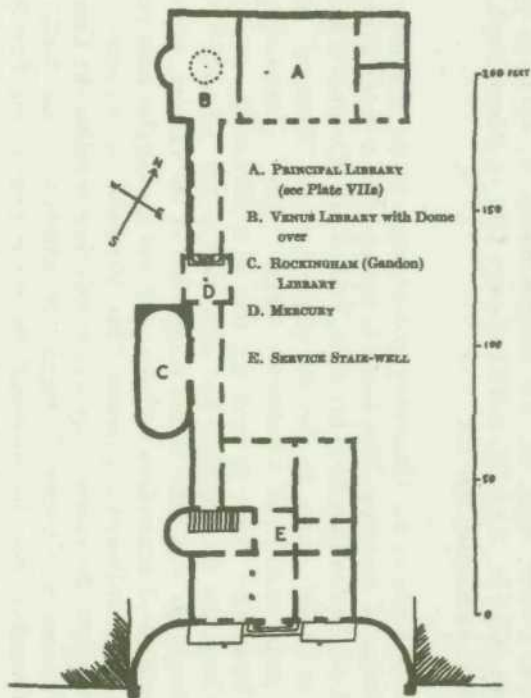 A
B
200 FEET
A. PRINCIPAL LIBRARY
(see Plate VIIa)
B. VENUS LIBRARY with Dome
over
C. ROCKINGHAM (Gandon)
LIBRARY
D. MERCURY
E. SERVICE STAIR-WELL
N
S
150
D
C
100
50
E
0